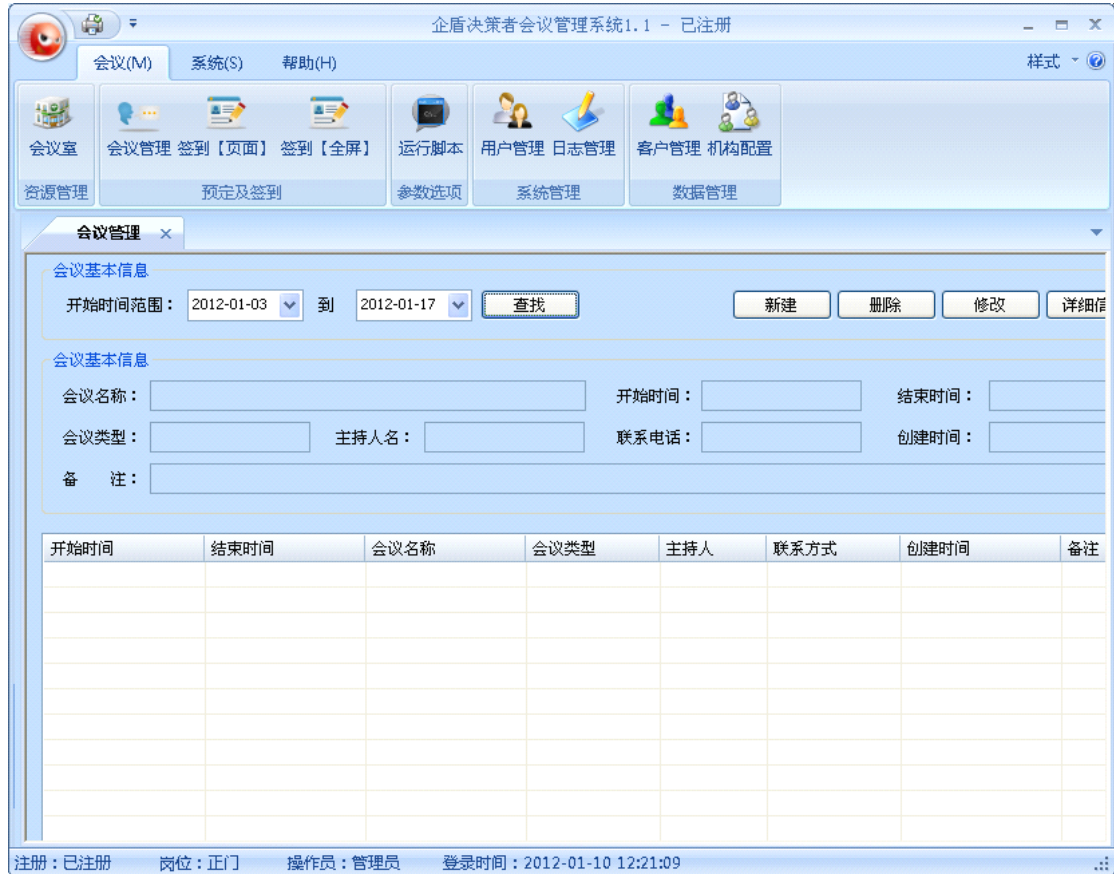 企盾决策者会议管理系统1.1 - 已注册
会议(M) 系统(S) 帮助(H) 样式
会议室 会议管理 签到【页面】 签到【全屏】 运行脚本 用户管理 日志管理 客户管理 机构配置
资源管理 预定及签到 参数选项 系统管理 数据管理
会议管理
会议基本信息
开始时间范围： 2012-01-03 到 2012-01-17 查找 新建 删除 修改 详细信
会议基本信息
会议名称： 开始时间： 结束时间：
会议类型： 主持人名： 联系电话： 创建时间：
备 注：
开始时间 结束时间 会议名称 会议类型 主持人 联系方式 创建时间 备注
注册：已注册 岗位：正门 操作员：管理员 登录时间：2012-01-10 12:21:09